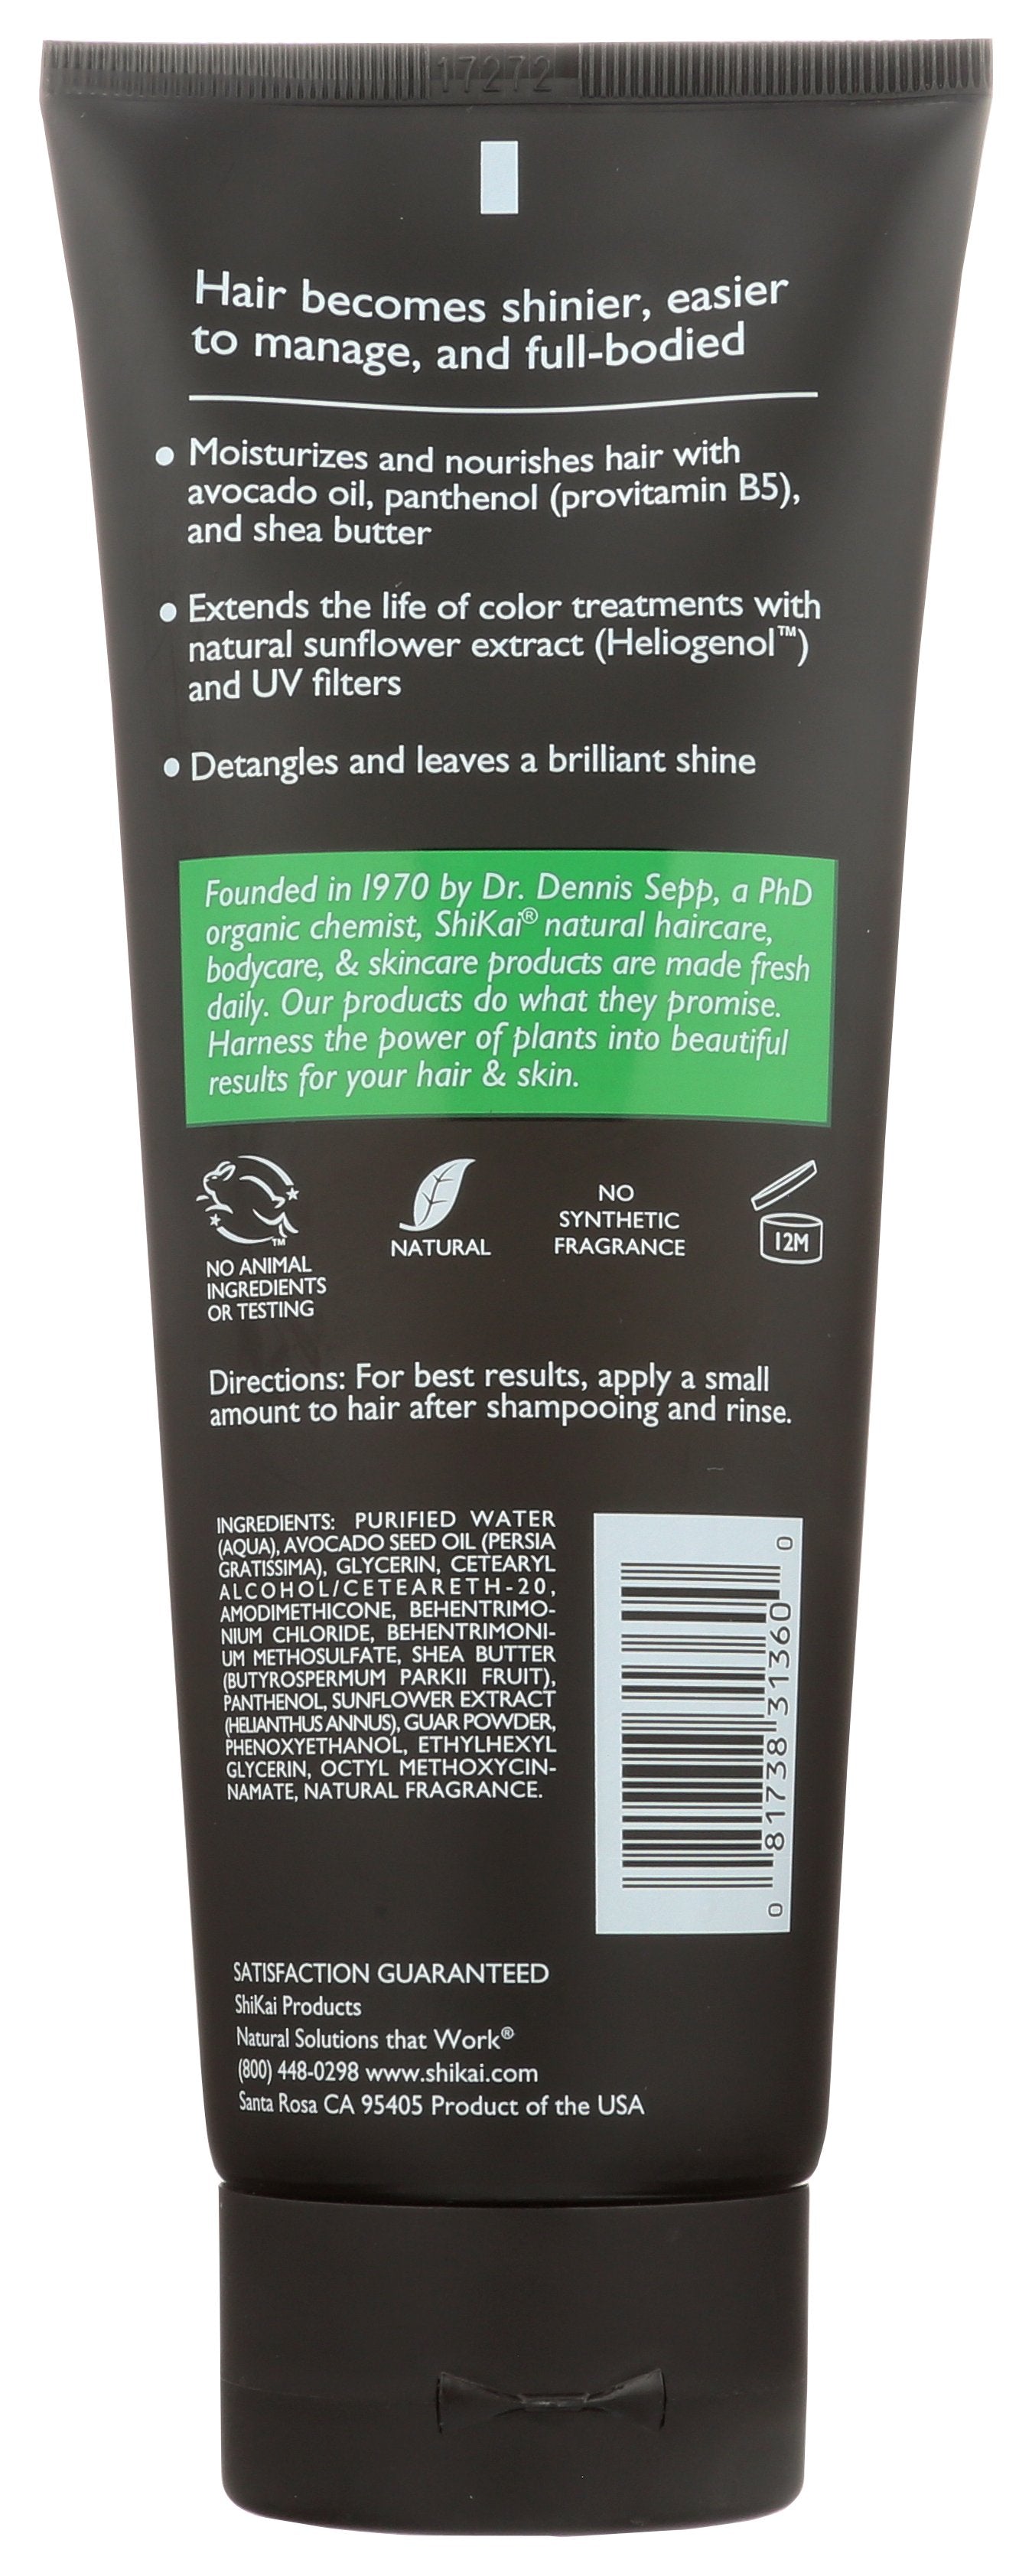 17272
Hair becomes shinier, easier
to manage, and full-bodied
• Moisturizes and nourishes hair with
avocado oil, panthenol (provitamin B5),
and shea butter
• Extends the life of color treatments with
natural sunflower extract (Heliogenol™)
and UV filters
• Detangles and leaves a brilliant shine
Founded in 1970 by Dr. Dennis Sepp, a PhD
organic chemist, ShiKai® natural haircare,
bodycare, & skincare products are made fresh
daily. Our products do what they promise.
Harness the power of plants into beautiful
results for your hair & skin.
TM
NO ANIMAL
INGREDIENTS
OR TESTING
NATURAL
NO
SYNTHETIC
FRAGRANCE
12M
Directions: For best results, apply a small
amount to hair after shampooing and rinse.
INGREDIENTS: PURIFIED WATER
(AQUA), AVOCADO SEED OIL (PERSIA
GRATISSIMA), GLYCERIN, CETEARYL
ALCOHOL/CETEARETH-20,
AMODIMETHICONE, BEHENTRIMO-
NIUM CHLORIDE, BEHENTRIMONI-
UM METHOSULFATE, SHEA BUTTER
(BUTYROSPERMUM PARKII FRUIT),
PANTHENOL, SUNFLOWER EXTRACT
(HELIANTHUS ANNUS), GUAR POWDER,
PHENOXYETHANOL, ETHYLHEXYL
GLYCERIN, OCTYL METHOXYCIN-
NAMATE, NATURAL FRAGRANCE.
0 81738 31360 0
SATISFACTION GUARANTEED
ShiKai Products
Natural Solutions that Work®
(800) 448-0298 www.shikai.com
Santa Rosa CA 95405 Product of the USA